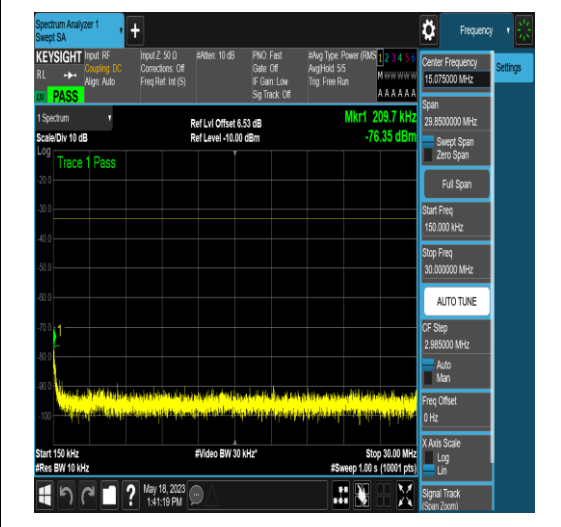 Spectrum Analyzer 1
Swept SA
Frequency
KEYSIGHT
RL
PASS
Input: RF
Coupling: DC
Align: Auto
Input Z: 50 Ω
Corrections: Off
Freq Ref: Int (S)
#Atten: 10 dB
PNO: Fast
Gate: Off
IF Gain: Low
Sig Track: Off
#Avg Type: Power (RMS
Avg|Hold: 5/5
Trig: Free Run
1 2 3 4 5 6
M W W W W W
A A A A A A
1 Spectrum
Scale/Div 10 dB
Ref Lvl Offset 6.53 dB
Ref Level -10.00 dBm
Mkr1 209.7 kHz
-76.35 dBm
Log
Trace 1 Pass
-20.0
-30.0
-40.0
-50.0
-60.0
-70.0
-80.0
-90.0
-100
1
Start 150 kHz
#Res BW 10 kHz
#Video BW 30 kHz*
Stop 30.00 MHz
#Sweep 1.00 s (10001 pts)
?
May 18, 2023
1:41:19 PM
Center Frequency
15.075000 MHz
Settings
Span
29.8500000 MHz
Swept Span
Zero Span
Full Span
Start Freq
150.000 kHz
Stop Freq
30.000000 MHz
AUTO TUNE
CF Step
2.985000 MHz
Auto
Man
Freq Offset
0 Hz
X Axis Scale
Log
Lin
Signal Track
(Span Zoom)